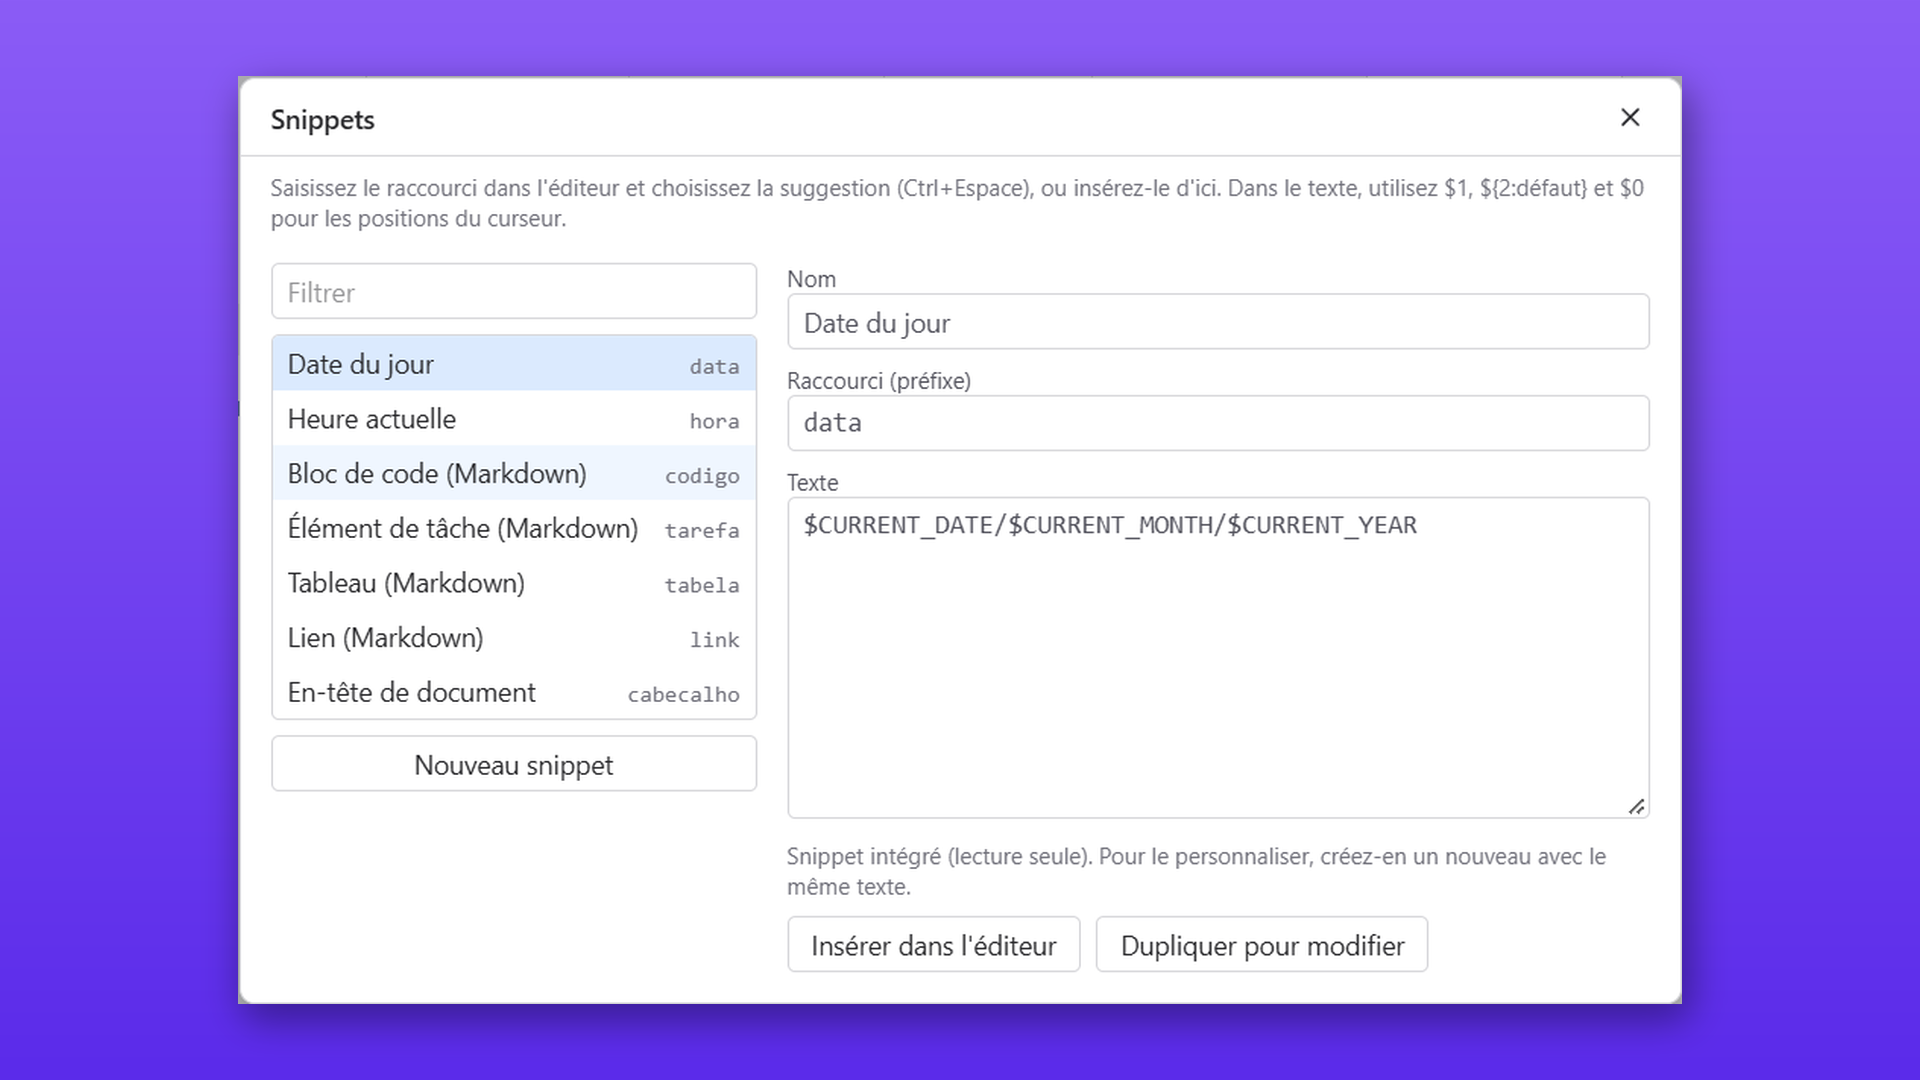 Snippets
Saisissez le raccourci dans l'éditeur et choisissez la suggestion (Ctrl+Espace), ou insérez-le d'ici. Dans le texte, utilisez $1, ${2:défaut} et $0
pour les positions du curseur.
Filtrer
Date du jour data
Heure actuelle hora
Bloc de code (Markdown) codigo
Élément de tâche (Markdown) tarefa
Tableau (Markdown) tabela
Lien (Markdown) link
En-tête de document cabecalho
Nouveau snippet
Nom
Date du jour
Raccourci (préfixe)
data
Texte
$CURRENT_DATE/$CURRENT_MONTH/$CURRENT_YEAR
Snippet intégré (lecture seule). Pour le personnaliser, créez-en un nouveau avec le
même texte.
Insérer dans l'éditeur
Dupliquer pour modifier